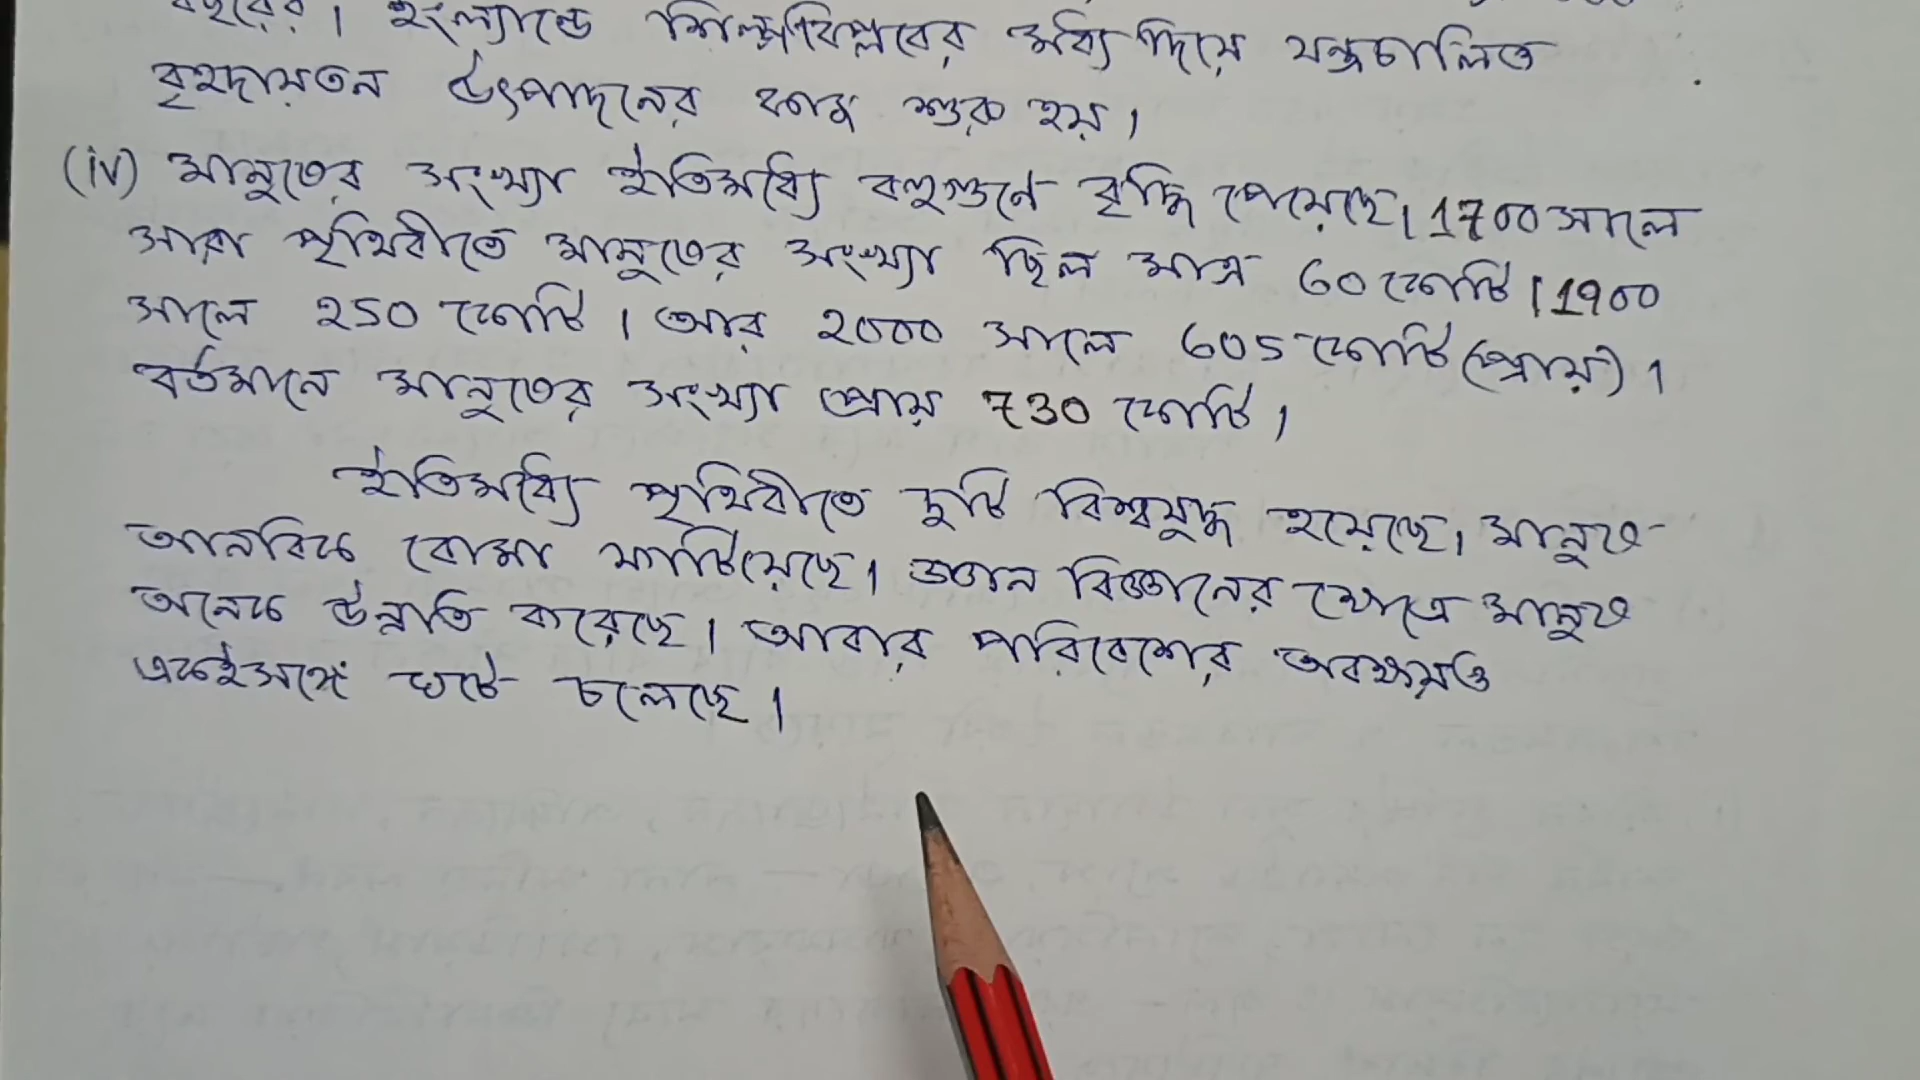 বছরের। ইংল্যান্ডে শিল্পবিপ্লবের মধ্যি দিয়ে যন্ত্রচালিত
বৃহদায়তন উৎপাদনের কাজ শুরু হয়।
(iv) মানুষের সংখ্যা ইতিমধ্যি বহুগুণে বৃদ্ধি পেয়েছে। 1700 সালে
সারা পৃথিবীতে মানুষের সংখ্যা ছিল মাত্র 60 কোটি। 1900
সালে 250 কোটি। আর 2000 সালে 605 কোটি (প্রায়)।
বর্তমানে মানুষের সংখ্যা প্রায় 730 কোটি।
ইতিমধ্যি পৃথিবীতে দুটি বিশ্বযুদ্ধ হয়েছে। মানুষ
আনবিক বোমা ফাটিয়েছে। জ্ঞান বিজ্ঞানের ক্ষেত্রে মানুষ
অনেক উন্নতি করেছে। আবার পরিবেশের অবক্ষয়ও
একইসঙ্গে ঘটে চলেছে।